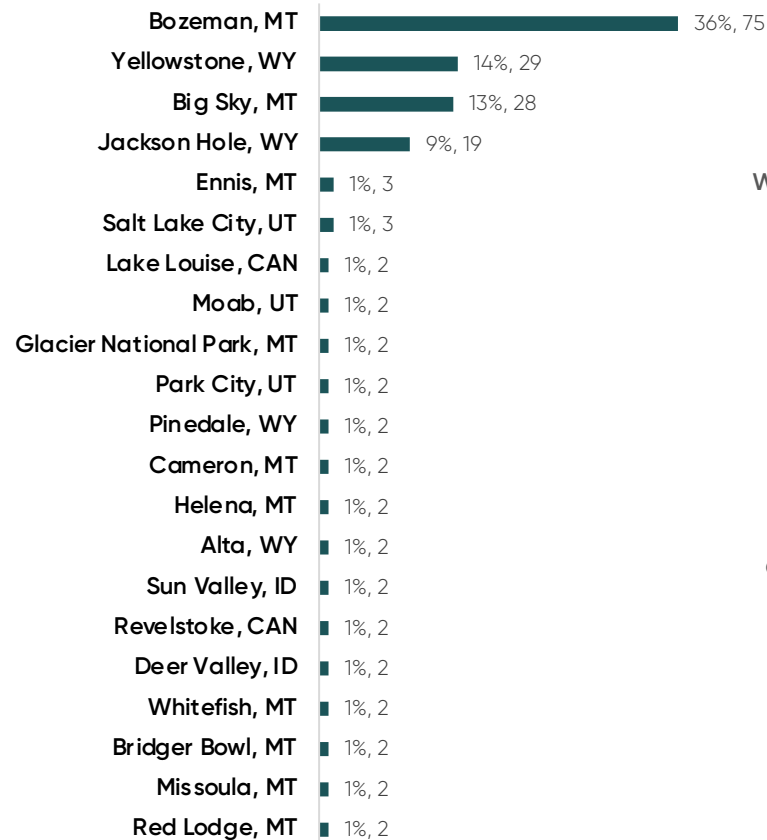 Bozeman, MT 36%, 75
Yellowstone, WY 14%, 29
Big Sky, MT 13%, 28
Jackson Hole, WY 9%, 19
Ennis, MT 1%, 3
Salt Lake City, UT 1%, 3
Lake Louise, CAN 1%, 2
Moab, UT 1%, 2
Glacier National Park, MT 1%, 2
Park City, UT 1%, 2
Pinedale, WY 1%, 2
Cameron, MT 1%, 2
Helena, MT 1%, 2
Alta, WY 1%, 2
Sun Valley, ID 1%, 2
Revelstoke, CAN 1%, 2
Deer Valley, ID 1%, 2
Whitefish, MT 1%, 2
Bridger Bowl, MT 1%, 2
Missoula, MT 1%, 2
Red Lodge, MT 1%, 2